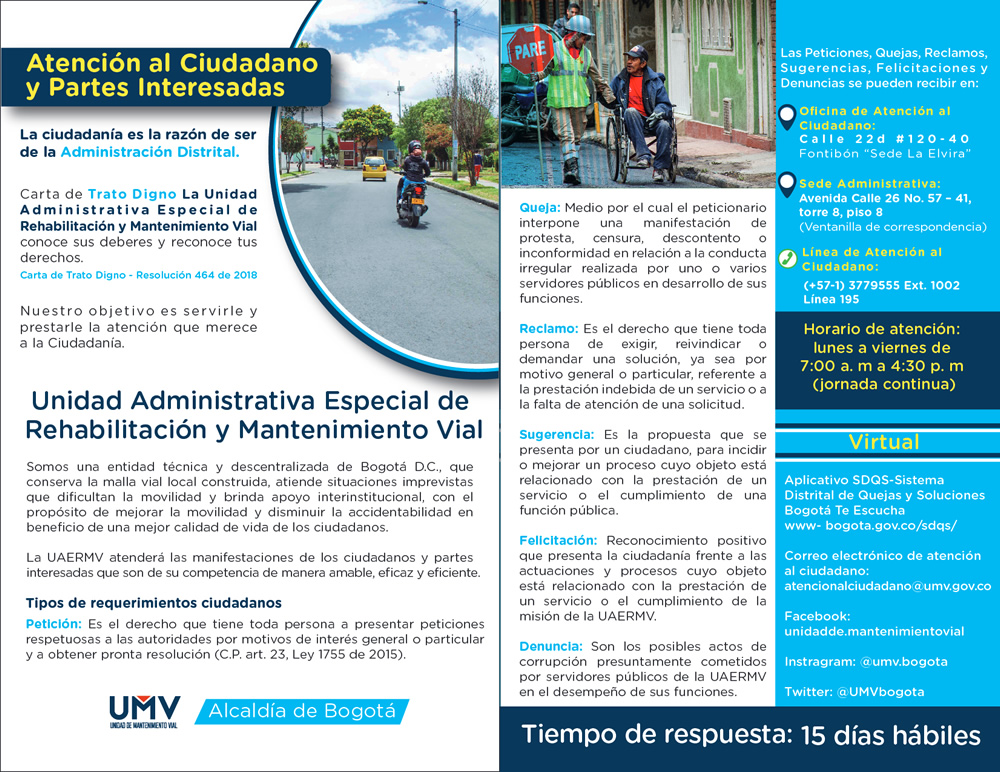 Atención al Ciudadano
y Partes Interesadas
La ciudadanía es la razón de ser
de la Administración Distrital.
Carta de Trato Digno La Unidad
Administrativa Especial de
Rehabilitación y Mantenimiento Vial
conoce sus deberes y reconoce tus
derechos.
Carta de Trato Digno - Resolución 464 de 2018
Nuestro objetivo es servirle y
prestarle la atención que merece
a la Ciudadanía.
Unidad Administrativa Especial de
Rehabilitación y Mantenimiento Vial
Somos una entidad técnica y descentralizada de Bogotá D.C., que
conserva la malla vial local construida, atiende situaciones imprevistas
que dificultan la movilidad y brinda apoyo interinstitucional, con el
propósito de mejorar la movilidad y disminuir la accidentabilidad en
beneficio de una mejor calidad de vida de los ciudadanos.
La UAERMV atenderá las manifestaciones de los ciudadanos y partes
interesadas que son de su competencia de manera amable, eficaz y eficiente.
Tipos de requerimientos ciudadanos
Petición: Es el derecho que tiene toda persona a presentar peticiones
respetuosas a las autoridades por motivos de interés general o particular
y a obtener pronta resolución (C.P. art. 23, Ley 1755 de 2015).
UMV
UNIDAD DE MANTENIMIENTO VIAL
Alcaldía de Bogotá
PARE
Queja: Medio por el cual el peticionario
interpone una manifestación de
protesta, censura, descontento o
inconformidad en relación a la conducta
irregular realizada por uno o varios
servidores públicos en desarrollo de sus
funciones.
Reclamo: Es el derecho que tiene toda
persona de exigir, reivindicar o
demandar una solución, ya sea por
motivo general o particular, referente a
la prestación indebida de un servicio o a
la falta de atención de una solicitud.
Sugerencia: Es la propuesta que se
presenta por un ciudadano, para incidir
o mejorar un proceso cuyo objeto está
relacionado con la prestación de un
servicio o el cumplimiento de una
función pública.
Felicitación: Reconocimiento positivo
que presenta la ciudadanía frente a las
actuaciones y procesos cuyo objeto
está relacionado con la prestación de
un servicio o el cumplimiento de la
misión de la UAERMV.
Denuncia: Son los posibles actos de
corrupción presuntamente cometidos
por servidores públicos de la UAERMV
en el desempeño de sus funciones.
Las Peticiones, Quejas, Reclamos,
Sugerencias, Felicitaciones y
Denuncias se pueden recibir en:
Oficina de Atención al
Ciudadano:
Calle 22d #120-40
Fontibón “Sede La Elvira”
Sede Administrativa:
Avenida Calle 26 No. 57 – 41,
torre 8, piso 8
(Ventanilla de correspondencia)
Línea de Atención al
Ciudadano:
(+57-1) 3779555 Ext. 1002
Línea 195
Horario de atención:
lunes a viernes de
7:00 a. m a 4:30 p. m
(jornada continua)
Virtual
Aplicativo SDQS-Sistema
Distrital de Quejas y Soluciones
Bogotá Te Escucha
www- bogota.gov.co/sdqs/
Correo electrónico de atención
al ciudadano:
atencionalciudadano@umv.gov.co
Facebook:
unidadde.mantenimientovial
Instragram: @umv.bogota
Twitter: @UMVbogota
Tiempo de respuesta: 15 días hábiles